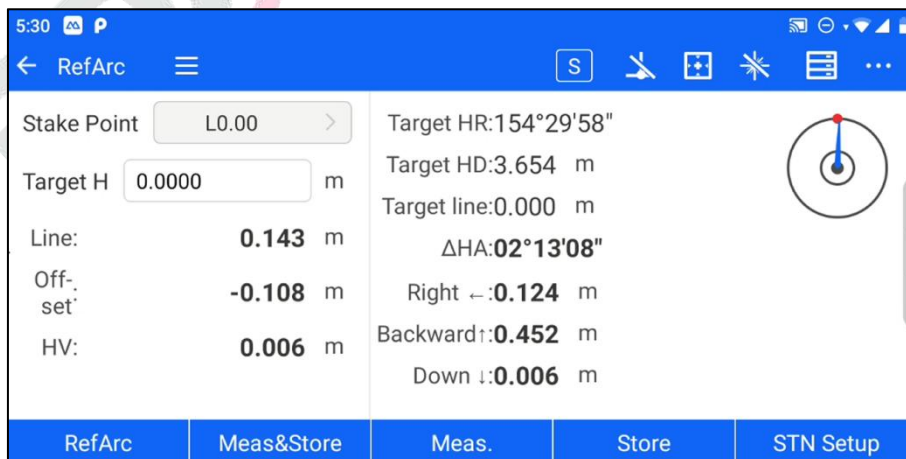 5:30
RefArc
S
Stake Point L0.00
Target H 0.0000 m
Line: 0.143 m
Off-set: -0.108 m
HV: 0.006 m
Target HR:154°29'58"
Target HD:3.654 m
Target line:0.000 m
ΔHA:02°13'08"
Right ←:0.124 m
Backward↑:0.452 m
Down ↓:0.006 m
RefArc Meas&Store Meas. Store STN Setup